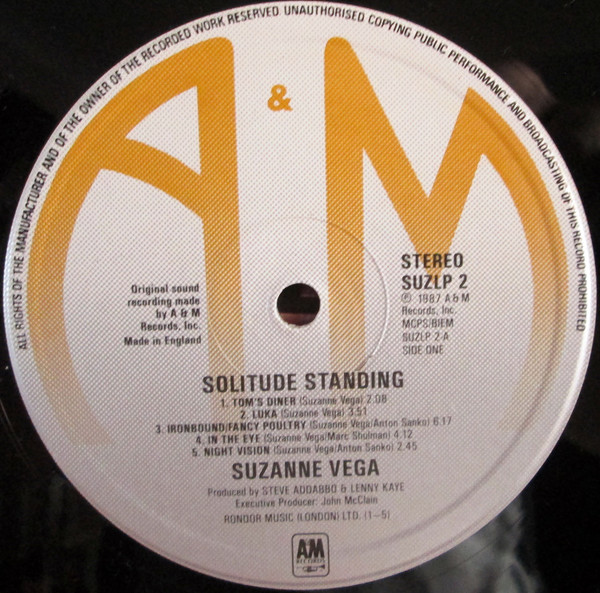 ALL RIGHTS OF THE MANUFACTURER AND OF THE OWNER OF THE RECORDED WORK RESERVED UNAUTHORISED COPYING PUBLIC PERFORMANCE AND BROADCASTING OF THIS RECORD PROHIBITED
A & M
Original sound
recording made
by A & M
Records, Inc.
Made in England
STEREO
SUZLP 2
℗ 1987 A & M
Records, Inc.
MCPS/BIEM
SUZLP 2 A
SIDE ONE
SOLITUDE STANDING
1. TOM'S DINER (Suzanne Vega) 2.08
2. LUKA (Suzanne Vega) 3.51
3. IRONBOUND/FANCY POULTRY (Suzanne Vega/Anton Sanko) 6.17
4. IN THE EYE (Suzanne Vega/Marc Sholman) 4.12
5. NIGHT VISION (Suzanne Vega/Anton Sanko) 2.45
SUZANNE VEGA
Produced by STEVE ADDABBO & LENNY KAYE
Executive Producer: John McClain
RONDOR MUSIC (LONDON) LTD. (1–5)
AM
RECORDS